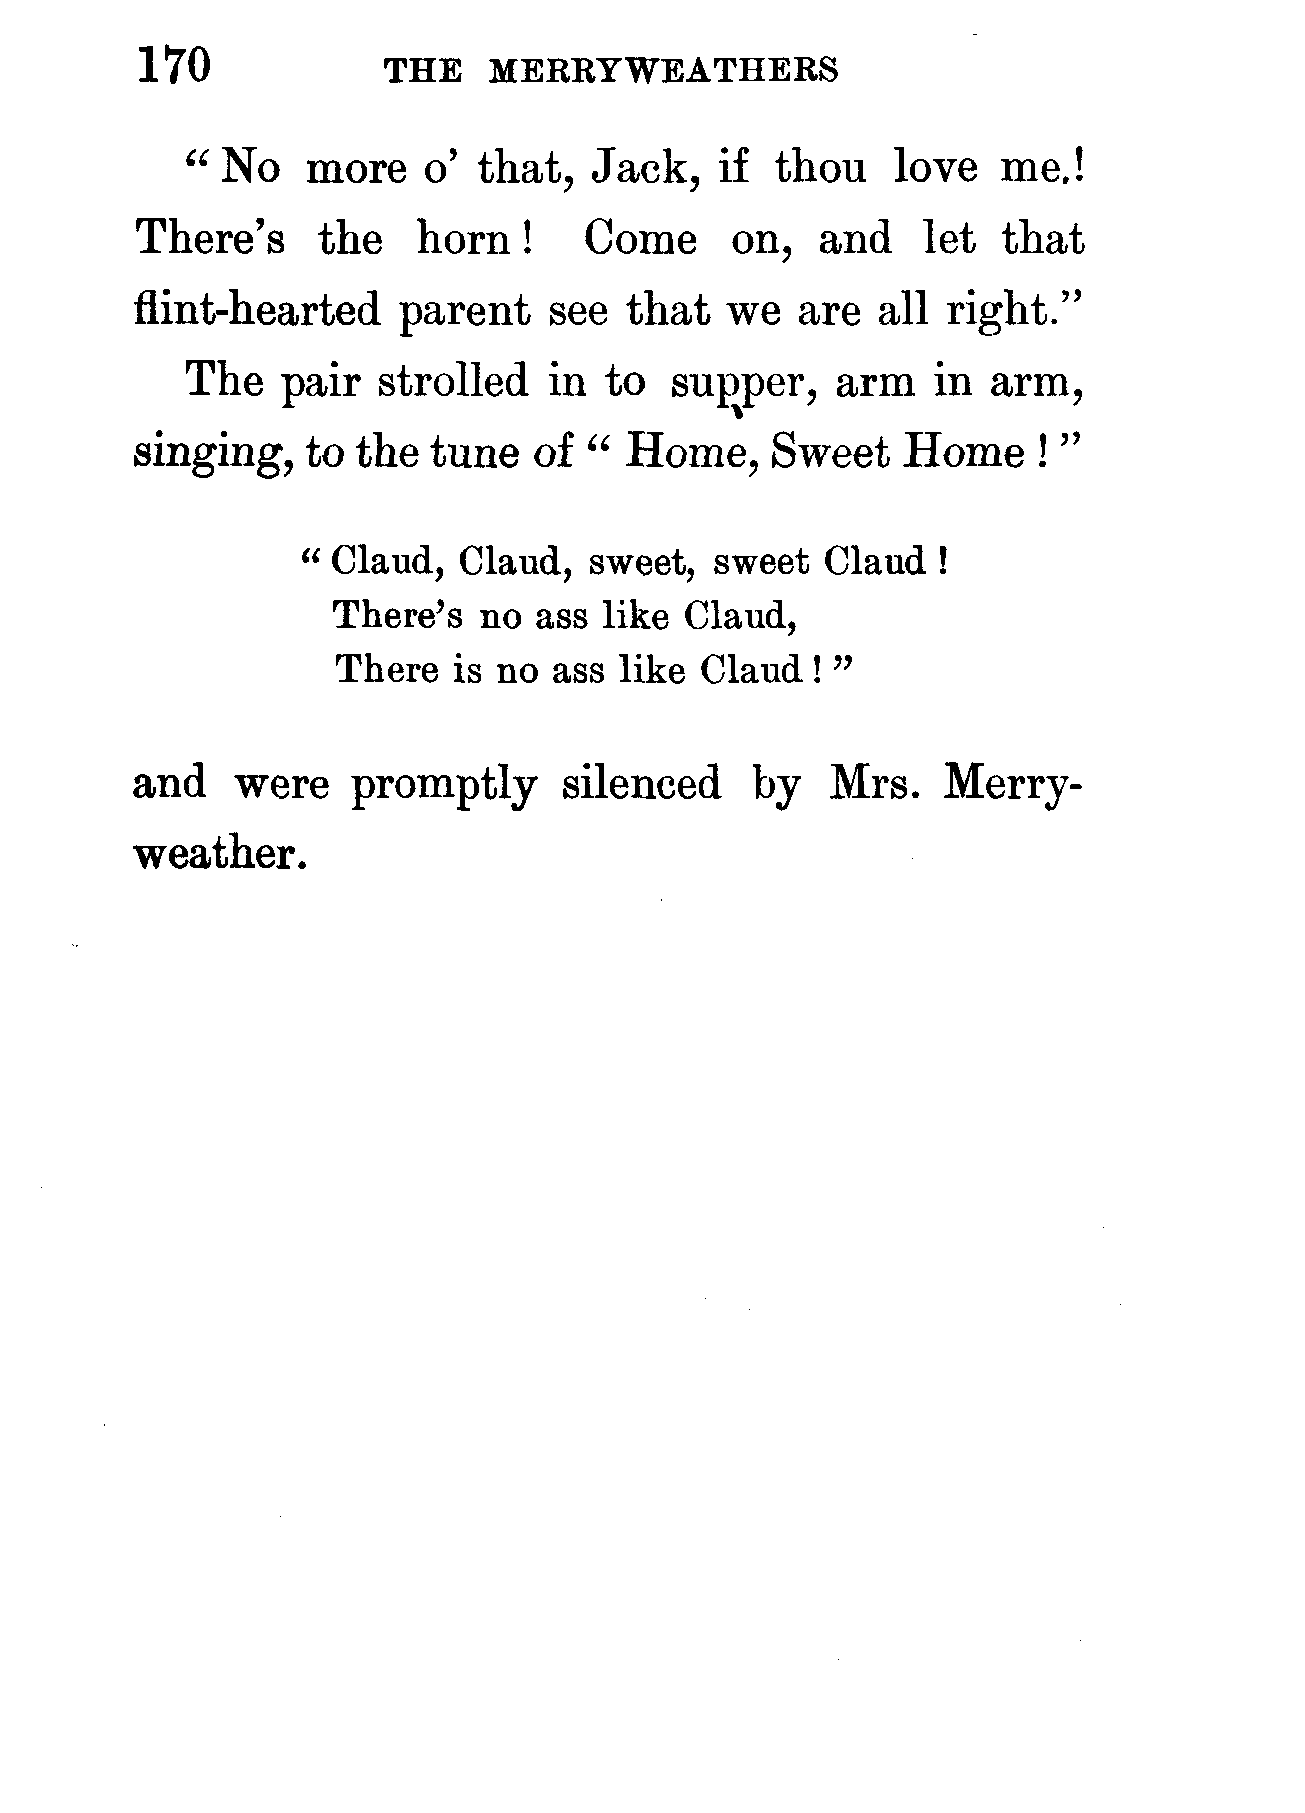 170 THE MERRYWEATHERS
“ No more o’ that, Jack, if thou love me.!
There’s the horn ! Come on, and let that
flint-hearted parent see that we are all right.”
The pair strolled in to supper, arm in arm,
singing, to the tune of “ Home, Sweet Home ! ”
“ Claud, Claud, sweet, sweet Claud !
There’s no ass like Claud,
There is no ass like Claud ! ”
and were promptly silenced by Mrs. Merry-
weather.